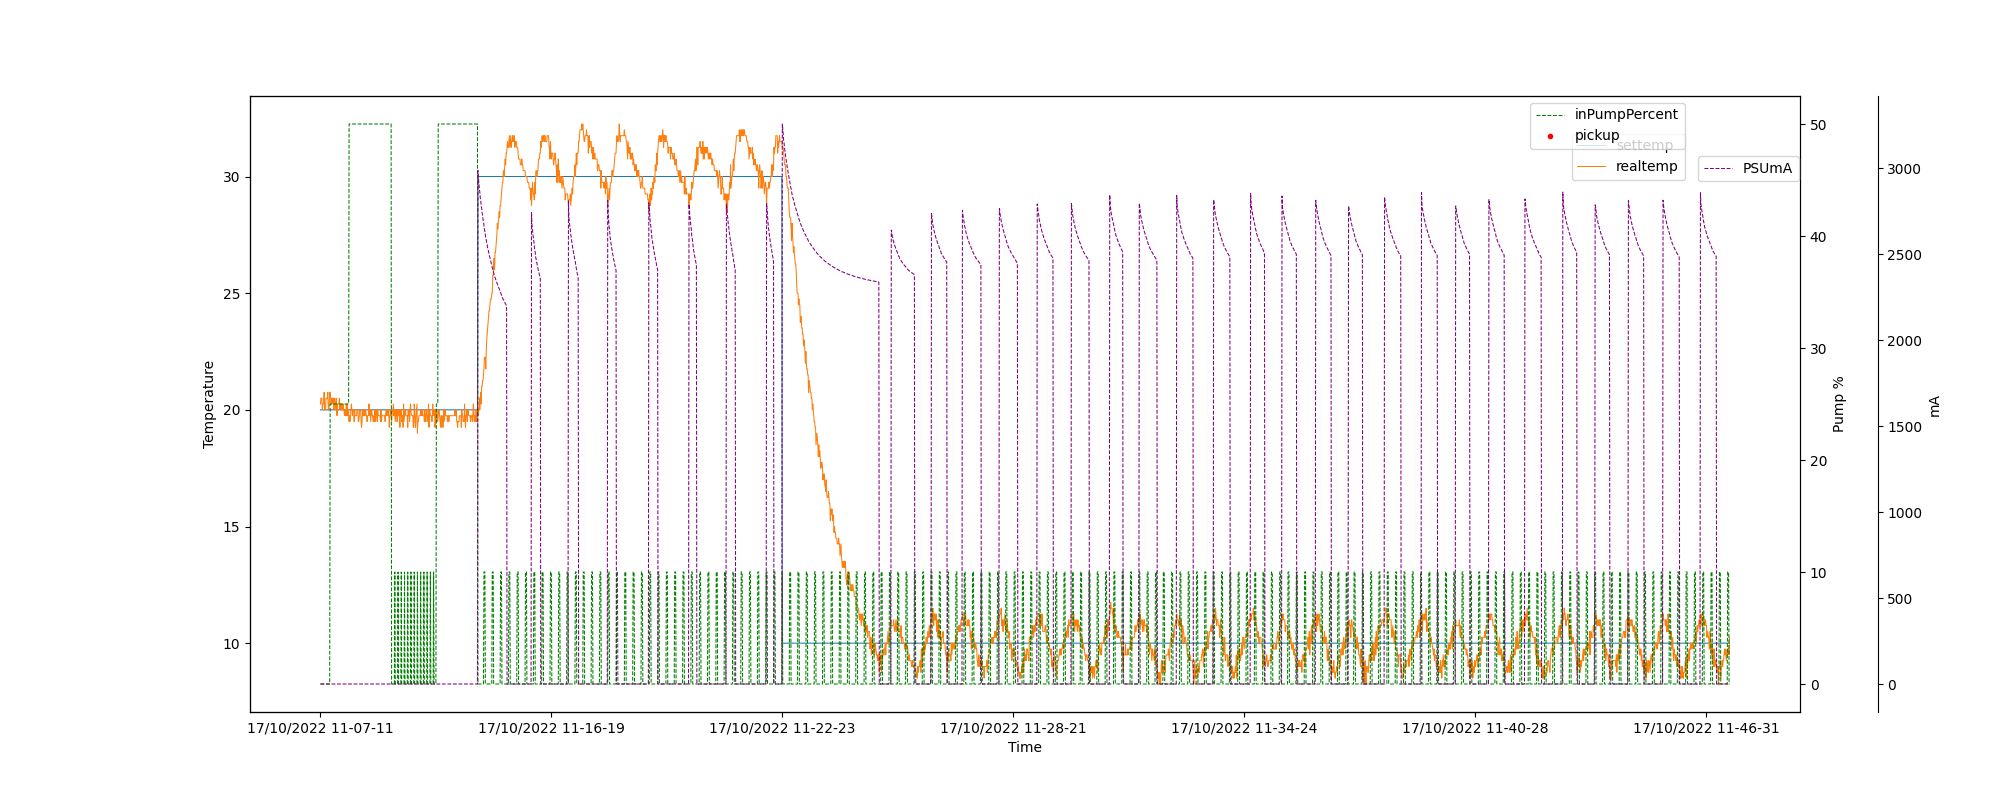 inPumpPercent
pickup
settemp
realtemp
PSUmA
30
25
20
15
10
Temperature
50
40
30
20
10
0
Pump %
3000
2500
2000
1500
1000
500
0
mA
17/10/2022 11-07-11
17/10/2022 11-16-19
17/10/2022 11-22-23
17/10/2022 11-28-21
17/10/2022 11-34-24
17/10/2022 11-40-28
17/10/2022 11-46-31
Time